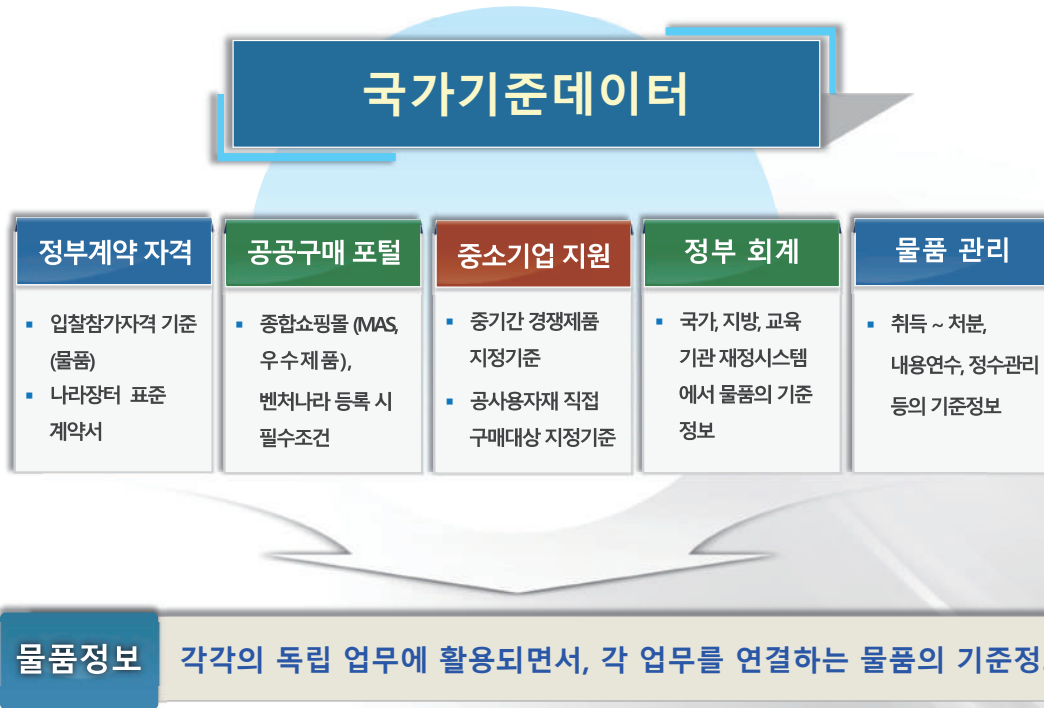 국가기준데이터
정부계약 자격
▪ 입찰참가자격 기준
(물품)
▪ 나라장터 표준
계약서
공공구매 포털
▪ 종합쇼핑몰 (MAS,
우수제품),
벤처나라 등록 시
필수조건
중소기업 지원
▪ 중기간 경쟁제품
지정기준
▪ 공사용자재 직접
구매대상 지정기준
정부 회계
▪ 국가, 지방, 교육
기관 재정시스템
에서 물품의 기준
정보
물품 관리
▪ 취득 ~ 처분,
내용연수, 정수관리
등의 기준정보
물품정보
각각의 독립 업무에 활용되면서, 각 업무를 연결하는 물품의 기준정